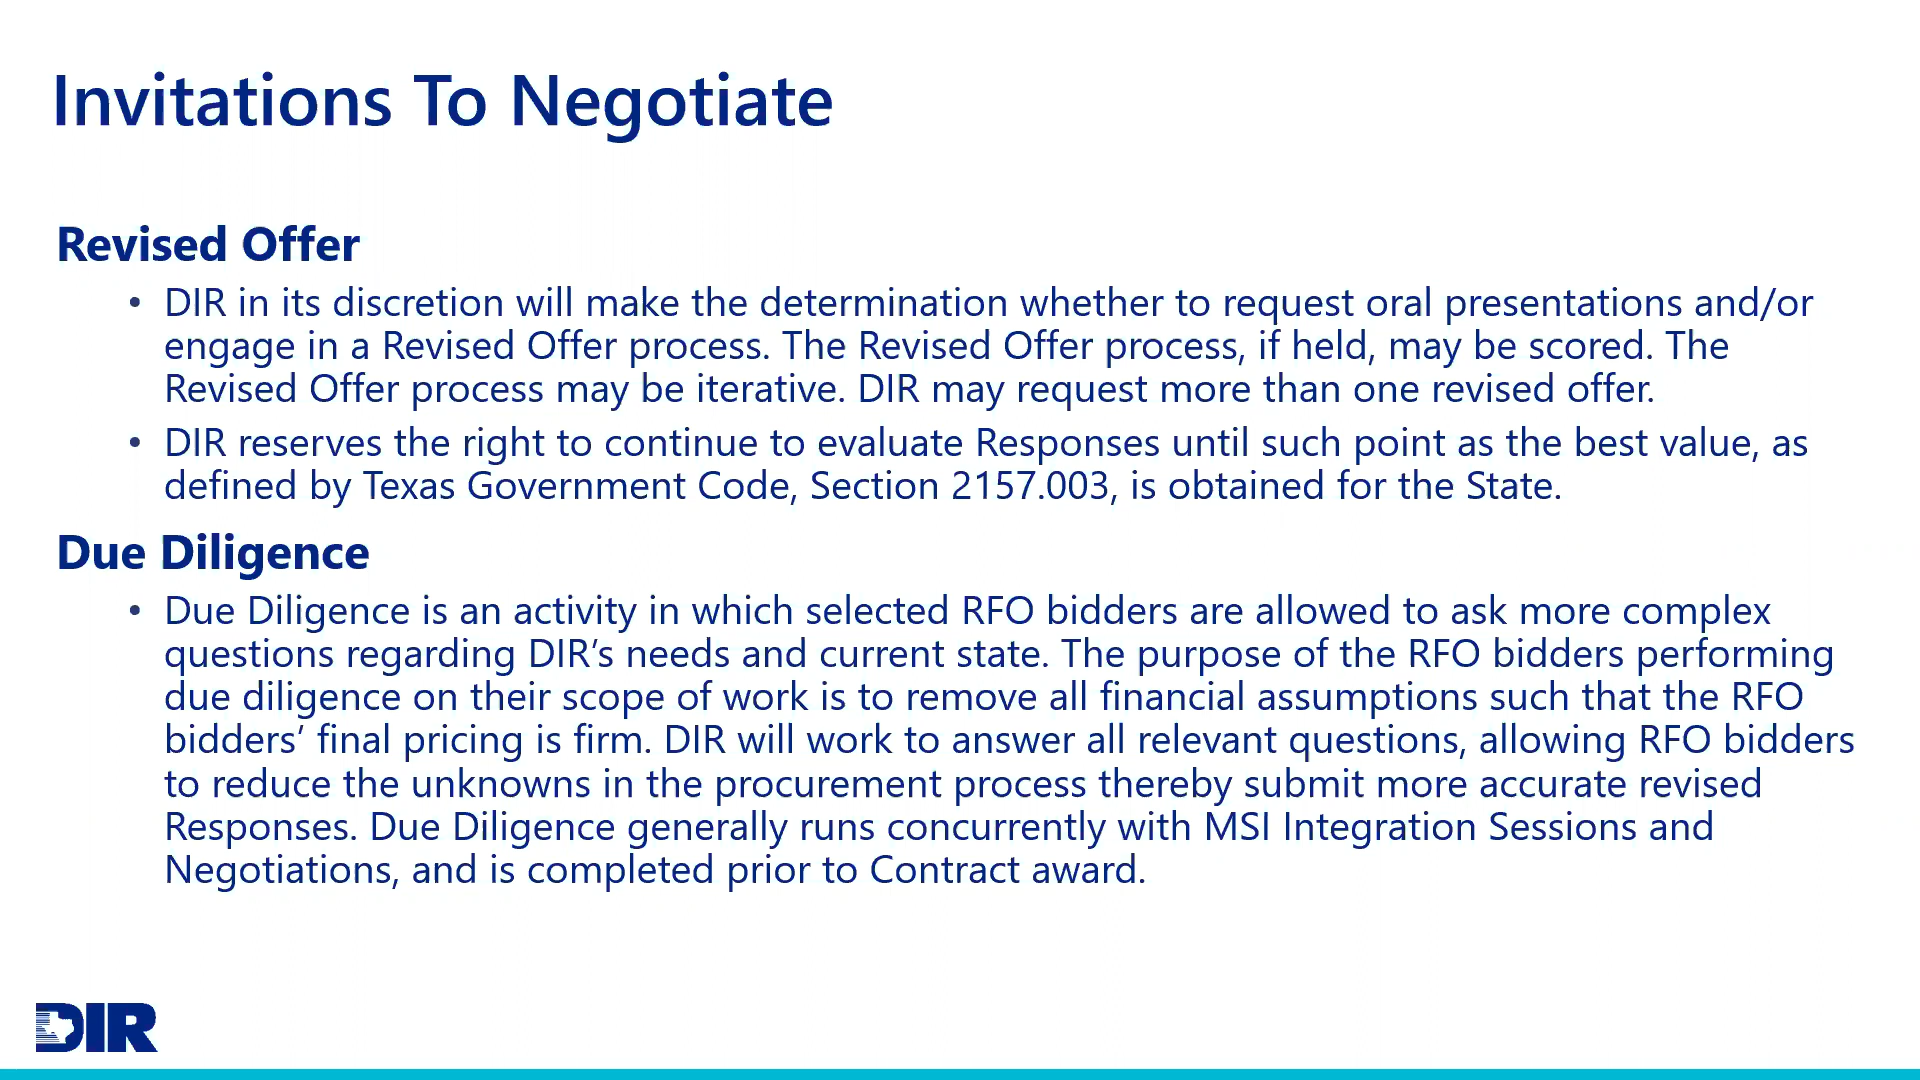 Invitations To Negotiate
Revised Offer
• DIR in its discretion will make the determination whether to request oral presentations and/or
engage in a Revised Offer process. The Revised Offer process, if held, may be scored. The
Revised Offer process may be iterative. DIR may request more than one revised offer.
• DIR reserves the right to continue to evaluate Responses until such point as the best value, as
defined by Texas Government Code, Section 2157.003, is obtained for the State.
Due Diligence
• Due Diligence is an activity in which selected RFO bidders are allowed to ask more complex
questions regarding DIR’s needs and current state. The purpose of the RFO bidders performing
due diligence on their scope of work is to remove all financial assumptions such that the RFO
bidders’ final pricing is firm. DIR will work to answer all relevant questions, allowing RFO bidders
to reduce the unknowns in the procurement process thereby submit more accurate revised
Responses. Due Diligence generally runs concurrently with MSI Integration Sessions and
Negotiations, and is completed prior to Contract award.
DIR